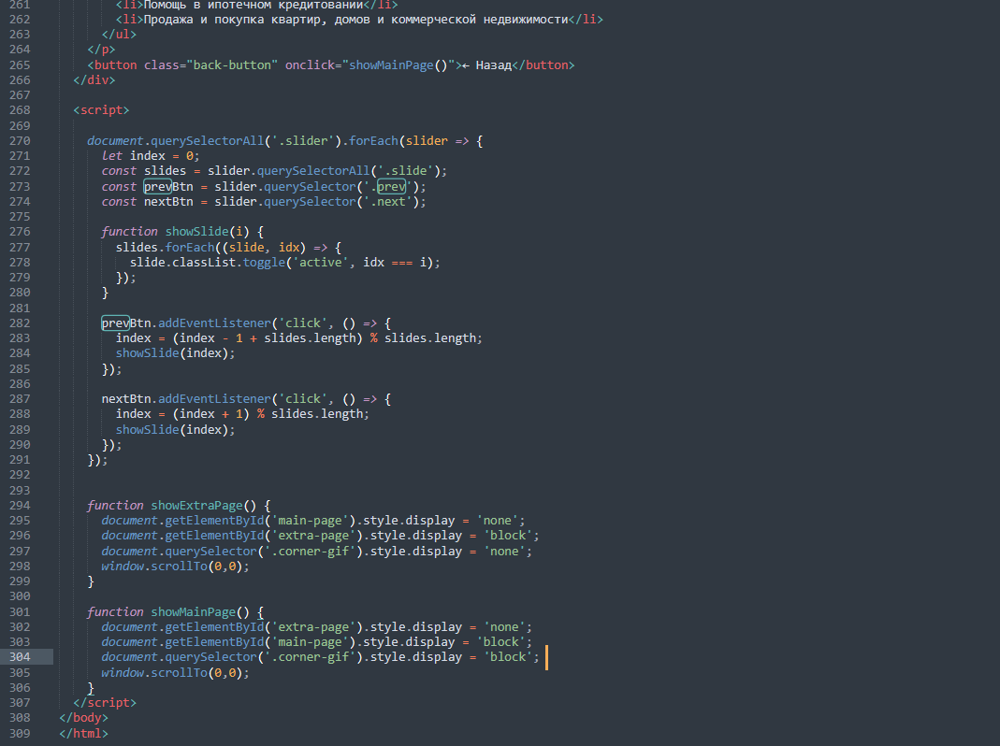 261 <li>Помощь в ипотечном кредитовании</li>
262 <li>Продажа и покупка квартир, домов и коммерческой недвижимости</li>
263 </ul>
264 </p>
265 <button class="back-button" onclick="showMainPage()">← Назад</button>
266 </div>
267
268 <script>
269
270 document.querySelectorAll('.slider').forEach(slider => {
271 let index = 0;
272 const slides = slider.querySelectorAll('.slide');
273 const prevBtn = slider.querySelector('.prev');
274 const nextBtn = slider.querySelector('.next');
275
276 function showSlide(i) {
277 slides.forEach((slide, idx) => {
278 slide.classList.toggle('active', idx === i);
279 });
280 }
281
282 prevBtn.addEventListener('click', () => {
283 index = (index - 1 + slides.length) % slides.length;
284 showSlide(index);
285 });
286
287 nextBtn.addEventListener('click', () => {
288 index = (index + 1) % slides.length;
289 showSlide(index);
290 });
291 });
292
293
294 function showExtraPage() {
295 document.getElementById('main-page').style.display = 'none';
296 document.getElementById('extra-page').style.display = 'block';
297 document.querySelector('.corner-gif').style.display = 'none';
298 window.scrollTo(0,0);
299 }
300
301 function showMainPage() {
302 document.getElementById('extra-page').style.display = 'none';
303 document.getElementById('main-page').style.display = 'block';
304 document.querySelector('.corner-gif').style.display = 'block';
305 window.scrollTo(0,0);
306 }
307 </script>
308 </body>
309 </html>